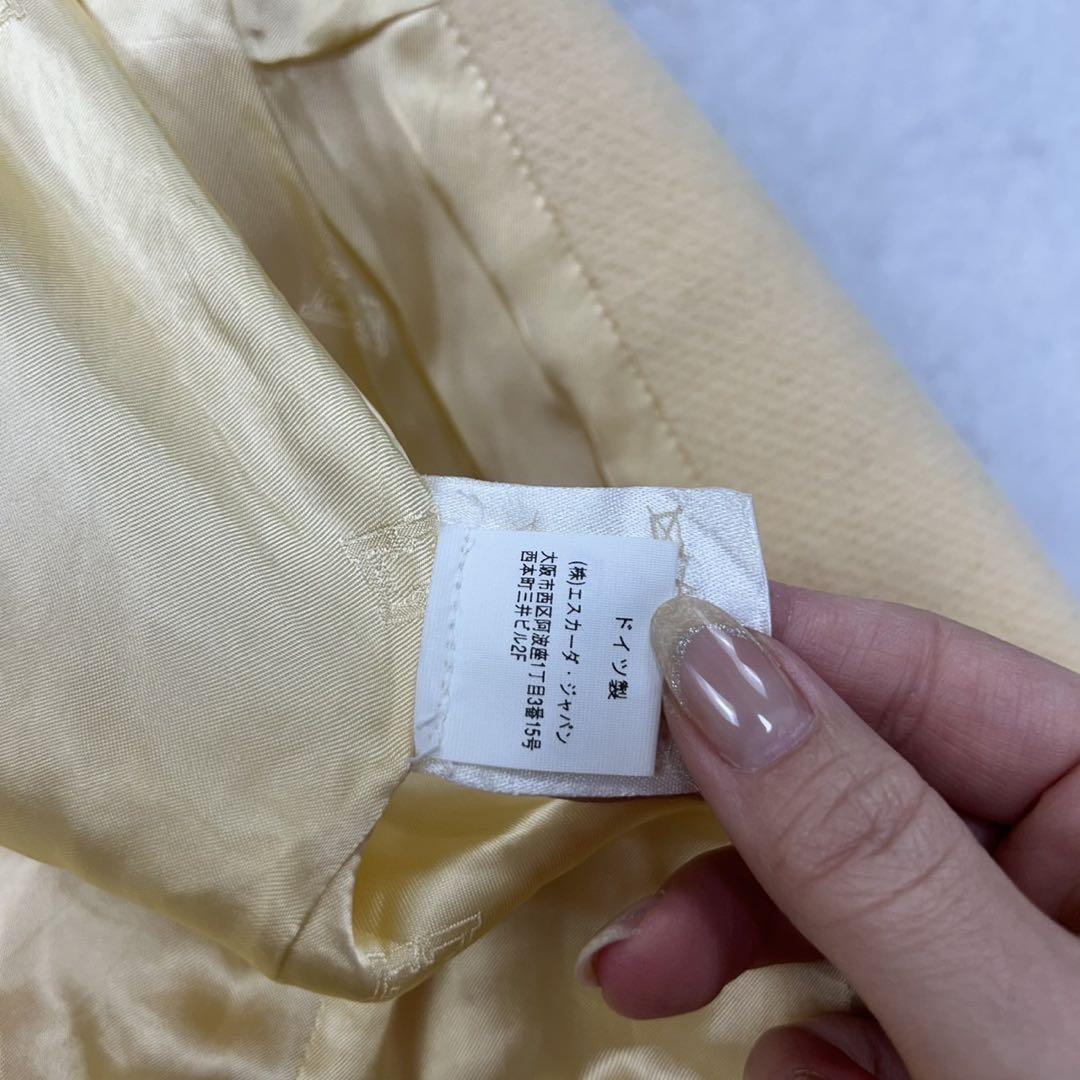 ドイツ製
(株)エスカーダ・ジャパン
大阪市西区阿波座1丁目3番15号
西本町三井ビル2F